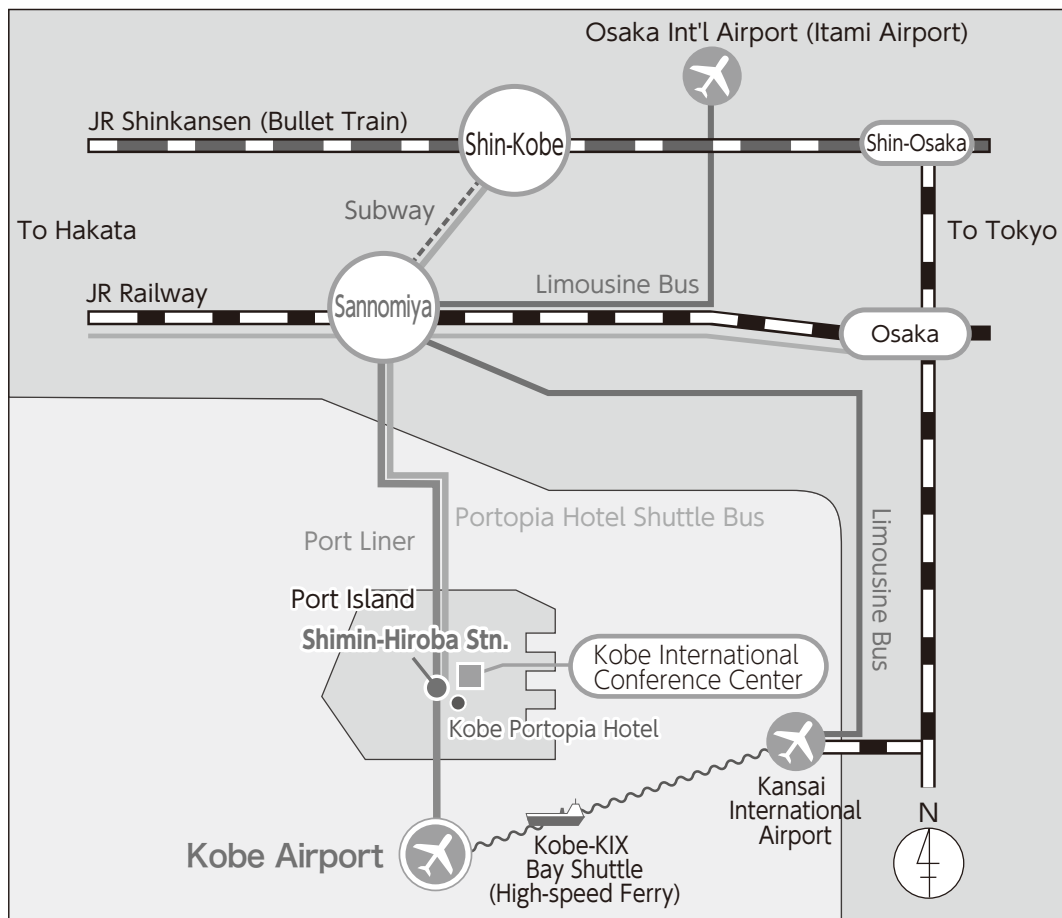 Osaka Int'l Airport (Itami Airport)
JR Shinkansen (Bullet Train)
Shin-Kobe
Shin-Osaka
Subway
To Hakata
To Tokyo
Limousine Bus
JR Railway
Sannomiya
Osaka
Portopia Hotel Shuttle Bus
Port Liner
Limousine Bus
Port Island
Shimin-Hiroba Stn.
Kobe International
Conference Center
Kobe Portopia Hotel
Kansai
International
Airport
N
Kobe Airport
Kobe-KIX
Bay Shuttle
(High-speed Ferry)